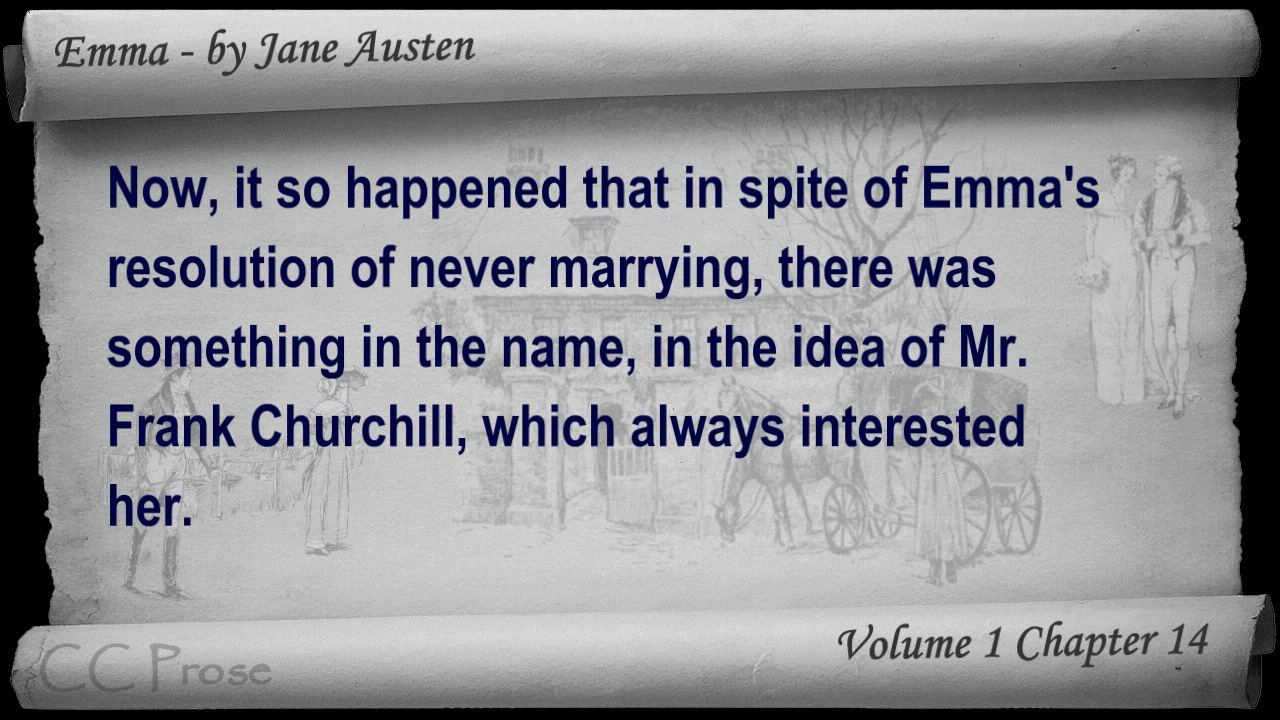 Emma - by Jane Austen
Now, it so happened that in spite of Emma's
resolution of never marrying, there was
something in the name, in the idea of Mr.
Frank Churchill, which always interested
her.
Volume 1 Chapter 14
CC Prose